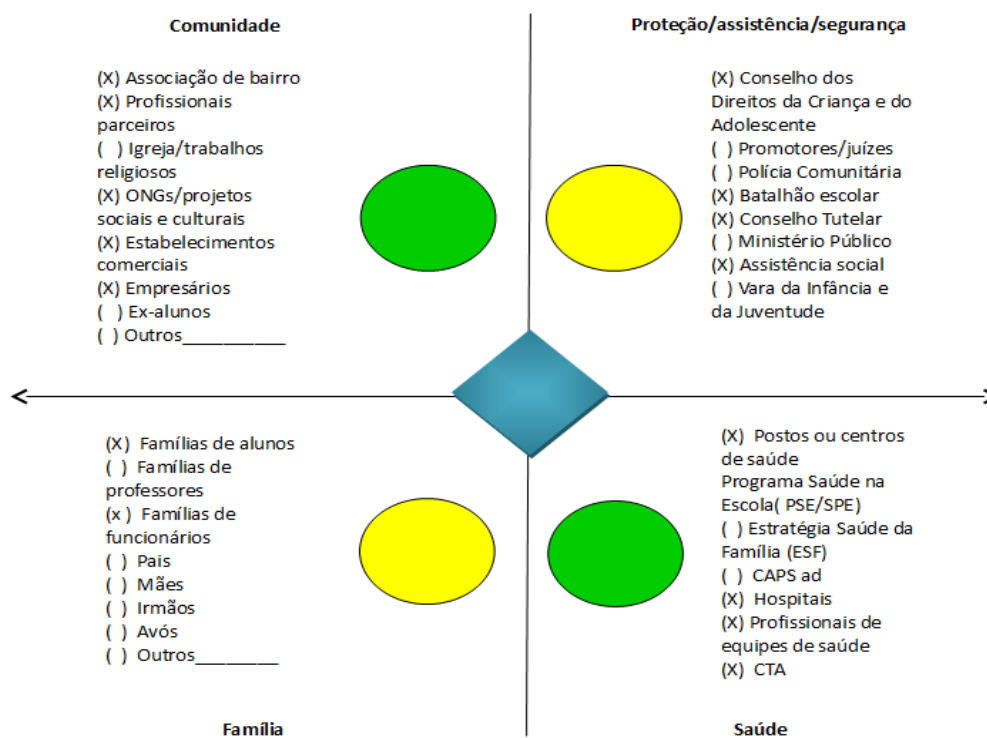 Comunidade
(X) Associação de bairro
(X) Profissionais
parceiros
( ) Igreja/trabalhos
religiosos
(X) ONGs/projetos
sociais e culturais
(X) Estabelecimentos
comerciais
(X) Empresários
( ) Ex-alunos
( ) Outros__________
Proteção/assistência/segurança
(X) Conselho dos
Direitos da Criança e do
Adolescente
( ) Promotores/juízes
( ) Polícia Comunitária
(X) Batalhão escolar
(X) Conselho Tutelar
( ) Ministério Público
(X) Assistência social
( ) Vara da Infância e
da Juventude
(X) Famílias de alunos
( ) Famílias de
professores
(x ) Famílias de
funcionários
( ) Pais
( ) Mães
( ) Irmãos
( ) Avós
( ) Outros________
Família
(X) Postos ou centros
de saúde
Programa Saúde na
Escola( PSE/SPE)
( ) Estratégia Saúde da
Família (ESF)
( ) CAPS ad
(X) Hospitais
(X) Profissionais de
equipes de saúde
(X) CTA
Saúde